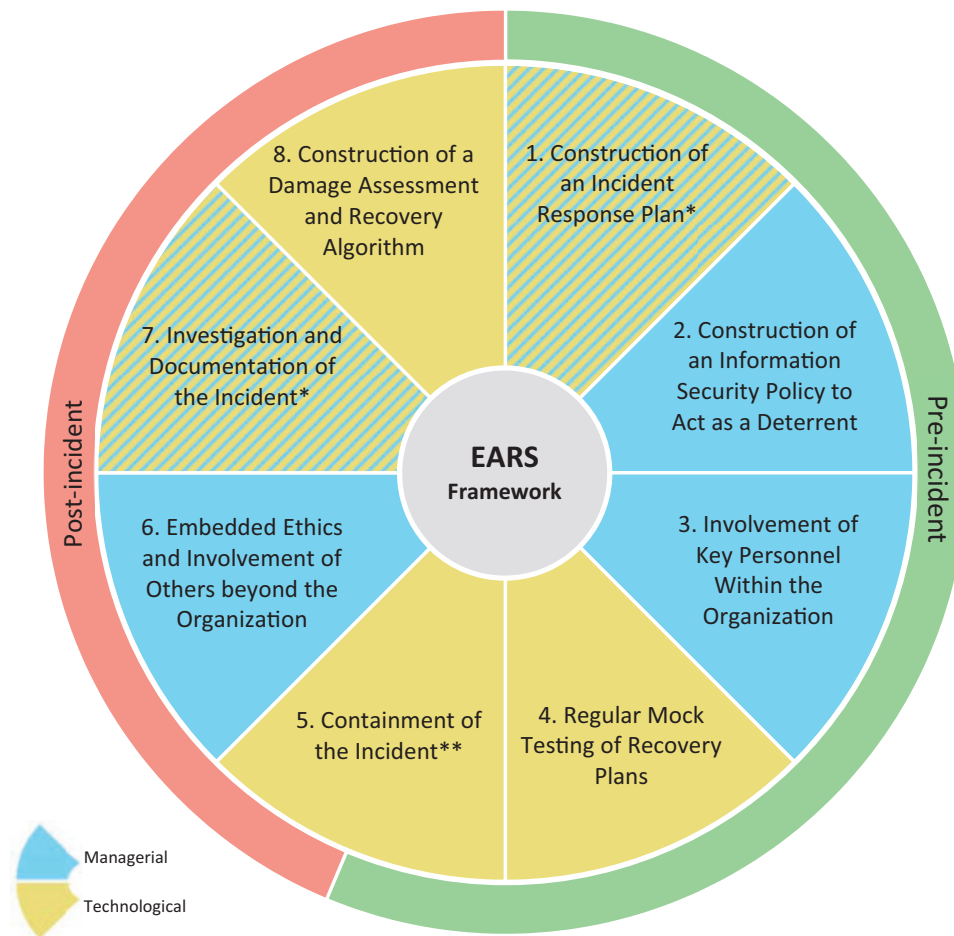 8. Construction of a
Damage Assessment
and Recovery
Algorithm
1. Construction of
an Incident
Response Plan*
2. Construction of
an Information
Security Policy to
Act as a Deterrent
3. Involvement of
Key Personnel
Within the
Organization
4. Regular Mock
Testing of Recovery
Plans
5. Containment of
the Incident**
6. Embedded Ethics
and Involvement of
Others beyond the
Organization
7. Investigation and
Documentation of
the Incident*
EARS
Framework
Post-incident
Pre-incident
Managerial
Technological